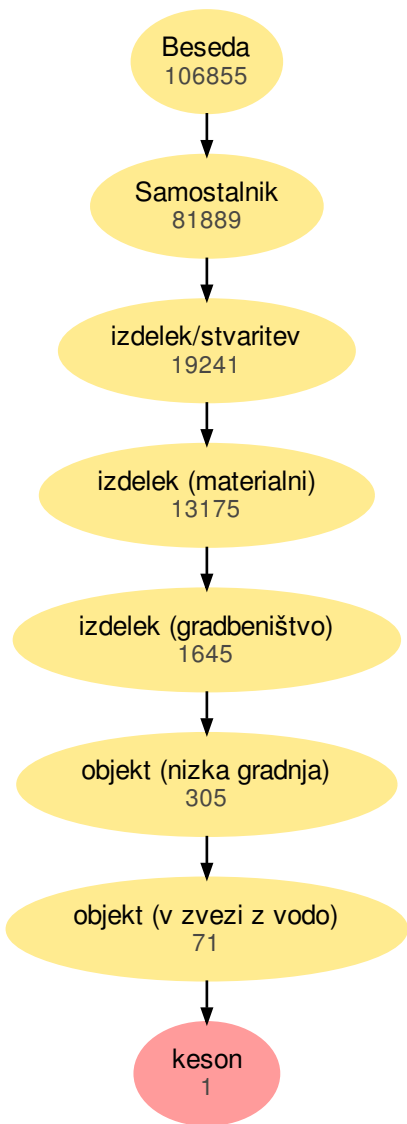 Beseda
106855
Samostalnik
81889
izdelek/stvaritev
19241
izdelek (materialni)
13175
izdelek (gradbeništvo)
1645
objekt (nizka gradnja)
305
objekt (v zvezi z vodo)
71
keson
1